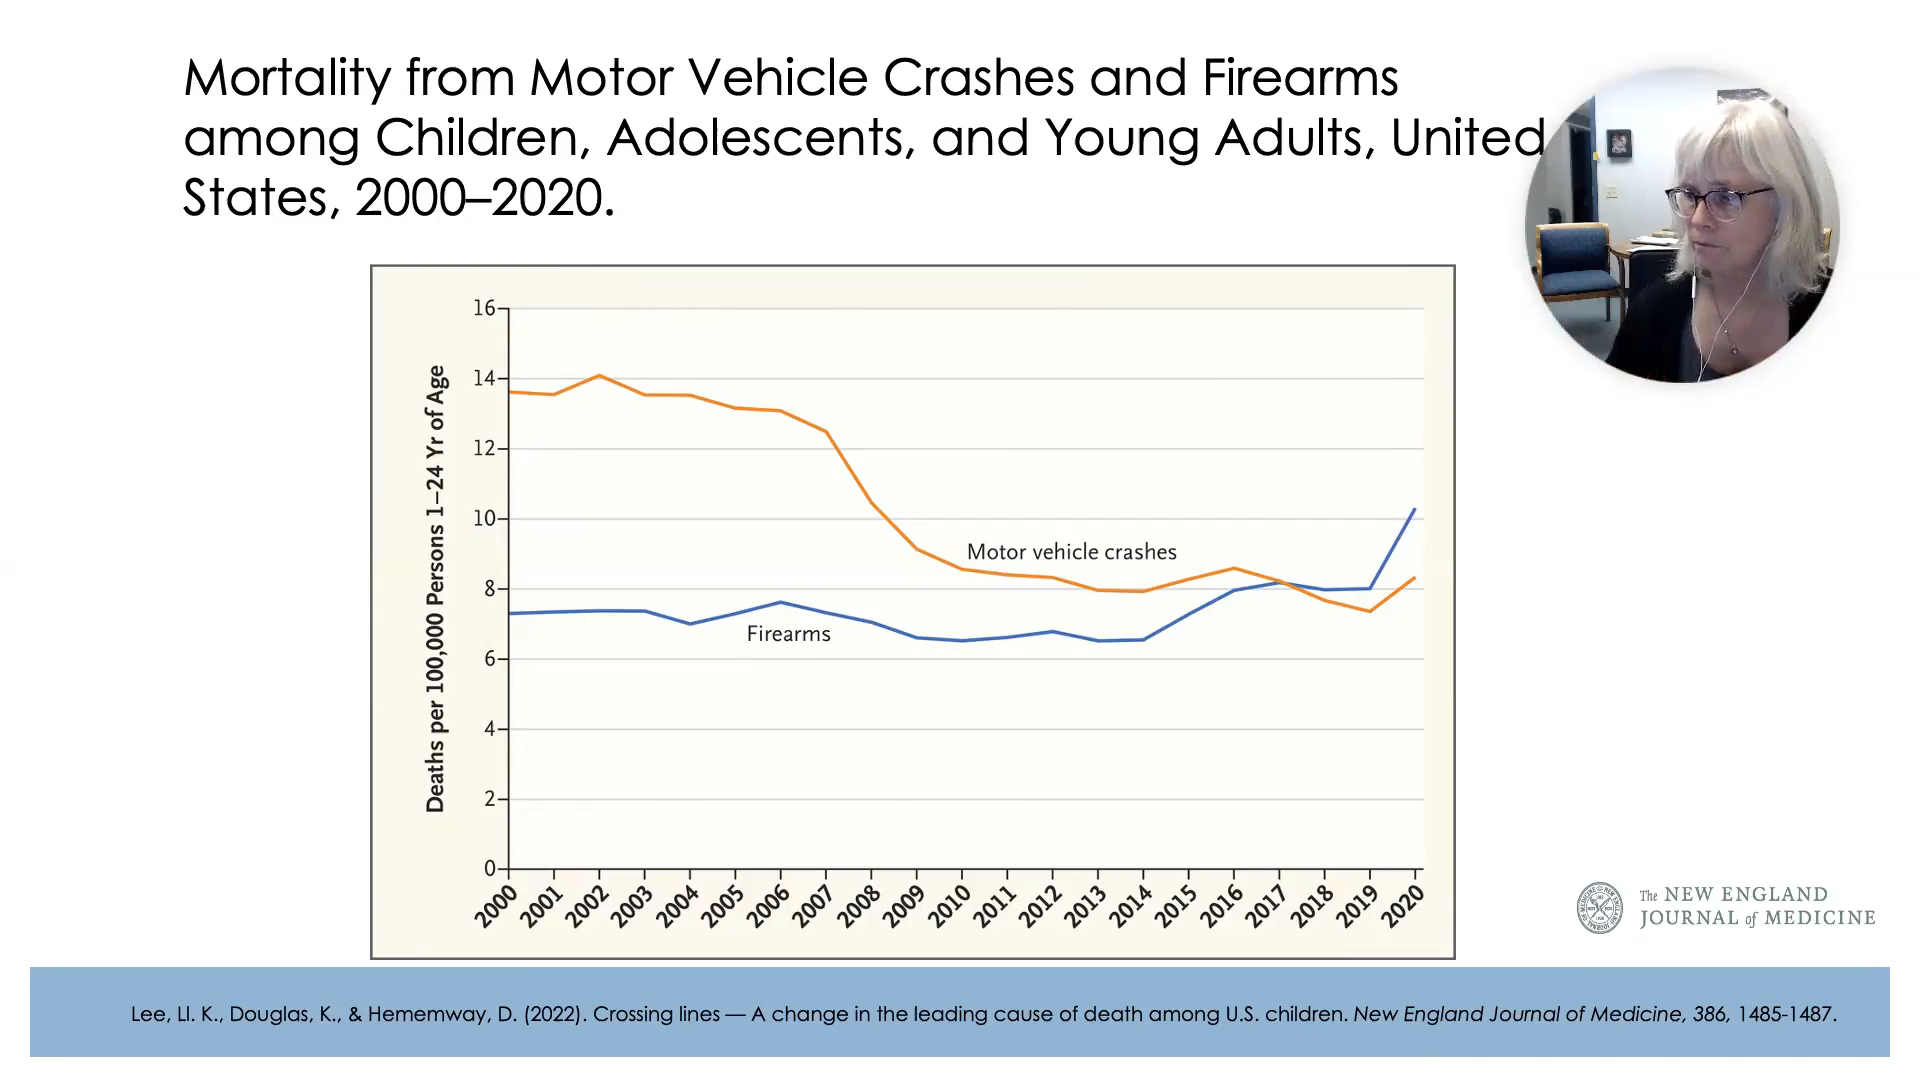 Mortality from Motor Vehicle Crashes and Firearms
among Children, Adolescents, and Young Adults, United
States, 2000–2020.
Deaths per 100,000 Persons 1–24 Yr of Age
16
14
12
10
8
6
4
2
0
Motor vehicle crashes
Firearms
2000 2001 2002 2003 2004 2005 2006 2007 2008 2009 2010 2011 2012 2013 2014 2015 2016 2017 2018 2019 2020
The NEW ENGLAND
JOURNAL of MEDICINE
Lee, Ll. K., Douglas, K., & Hememway, D. (2022). Crossing lines — A change in the leading cause of death among U.S. children. New England Journal of Medicine, 386, 1485-1487.